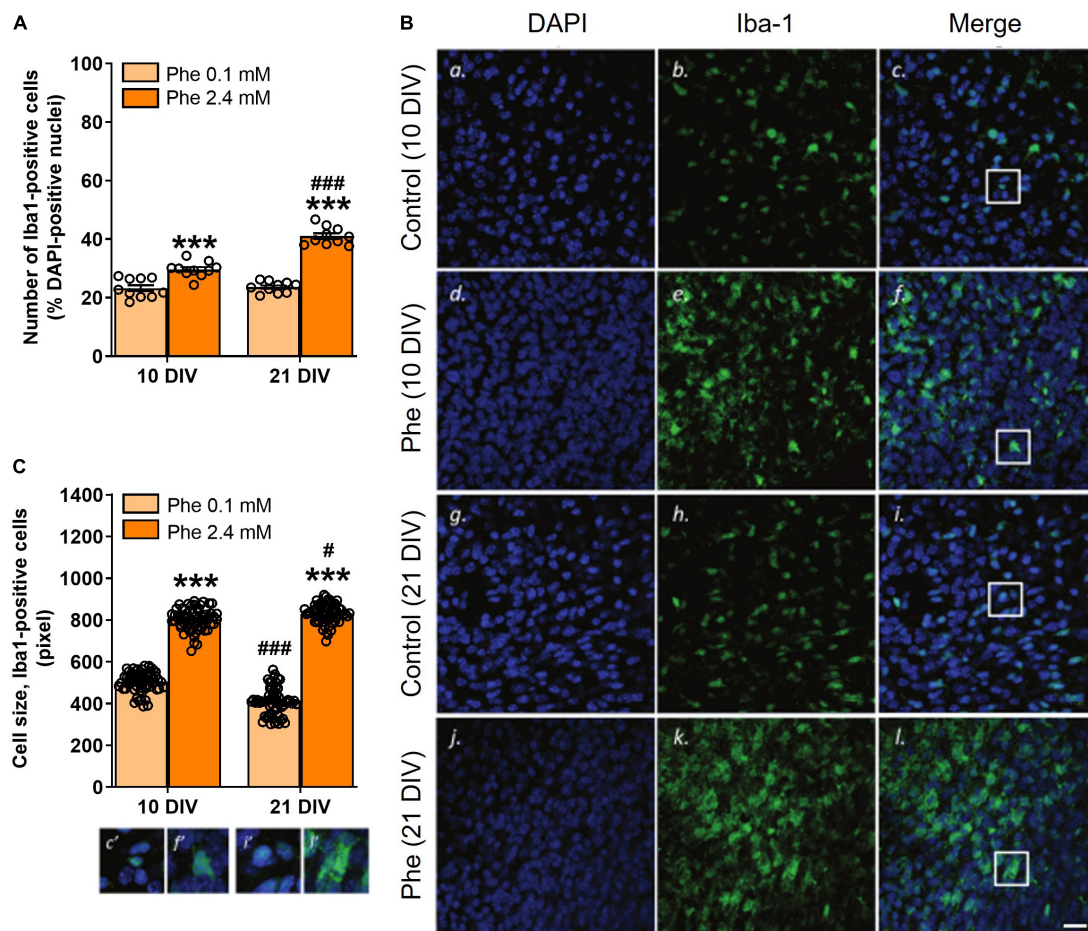 A
Number of Iba1-positive cells
(% DAPI-positive nuclei)
100
80
60
40
20
0
Phe 0.1 mM
Phe 2.4 mM
***
###
***
10 DIV
21 DIV
B
DAPI
Iba-1
Merge
Control (10 DIV)
a.
b.
c.
Phe (10 DIV)
d.
e.
f.
Control (21 DIV)
g.
h.
i.
Phe (21 DIV)
j.
k.
l.
C
Cell size, Iba1-positive cells
(pixel)
1400
1200
1000
800
600
400
200
0
Phe 0.1 mM
Phe 2.4 mM
***
###
#
***
10 DIV
21 DIV
c'
f'
i'
l'